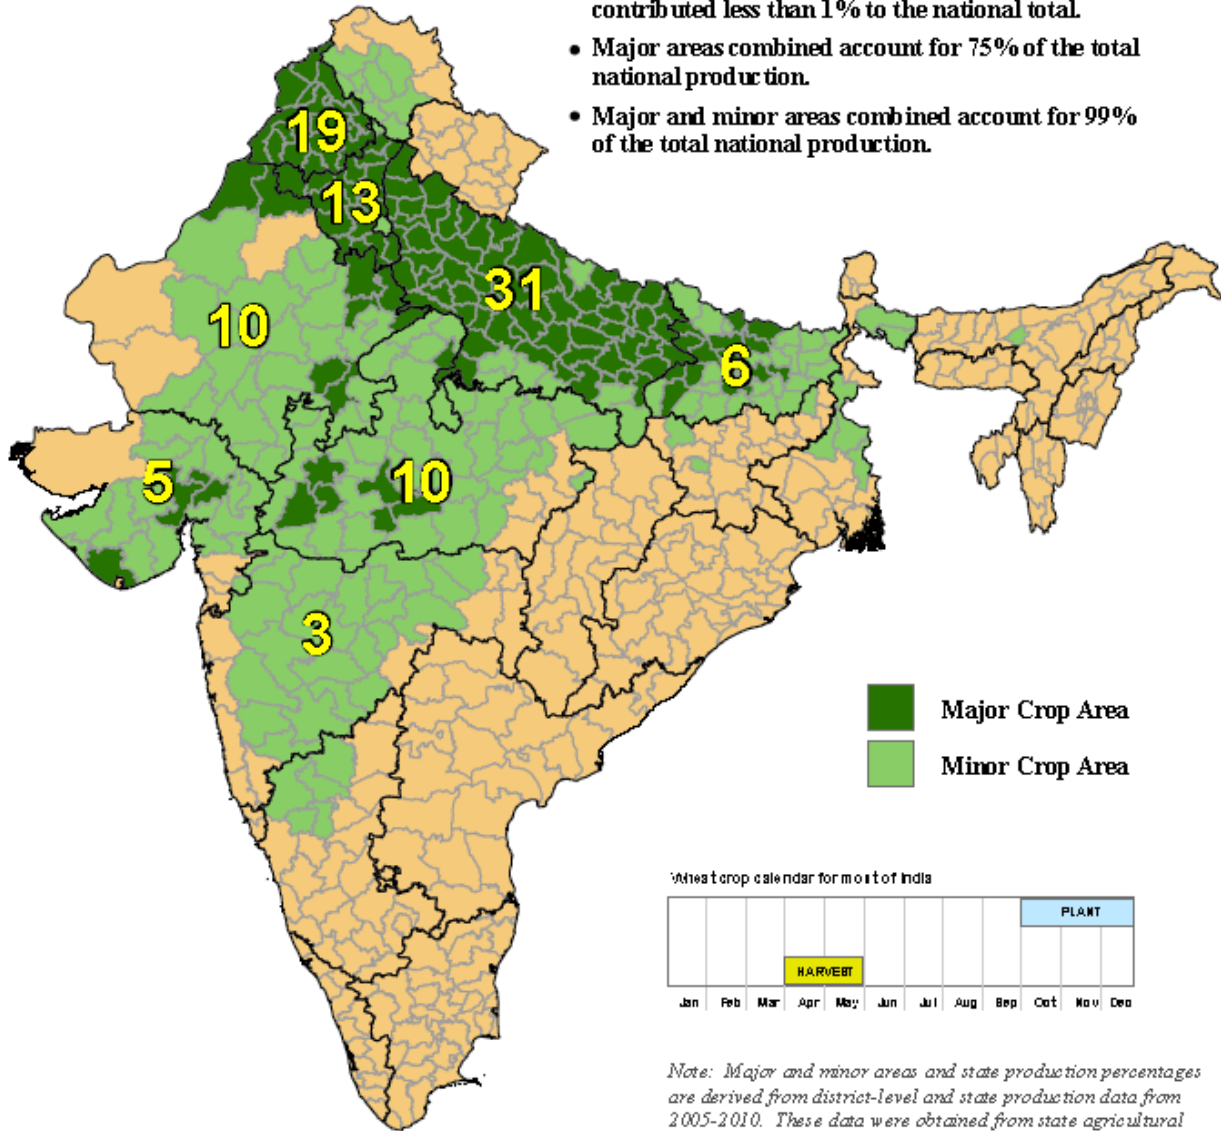 contributed less than 1% to the national total.
• Major areas combined account for 75% of the total
national production.
• Major and minor areas combined account for 99%
of the total national production.
19
13
31
10
6
5
10
3
Major Crop Area
Minor Crop Area
Wheat crop calendar for most of India
PLANT
HARVEST
Jan Feb Mar Apr May Jun Jul Aug Sep Oct Nov Dec
Note: Major and minor areas and state production percentages
are derived from district-level and state production data from
2005-2010. These data were obtained from state agricultural